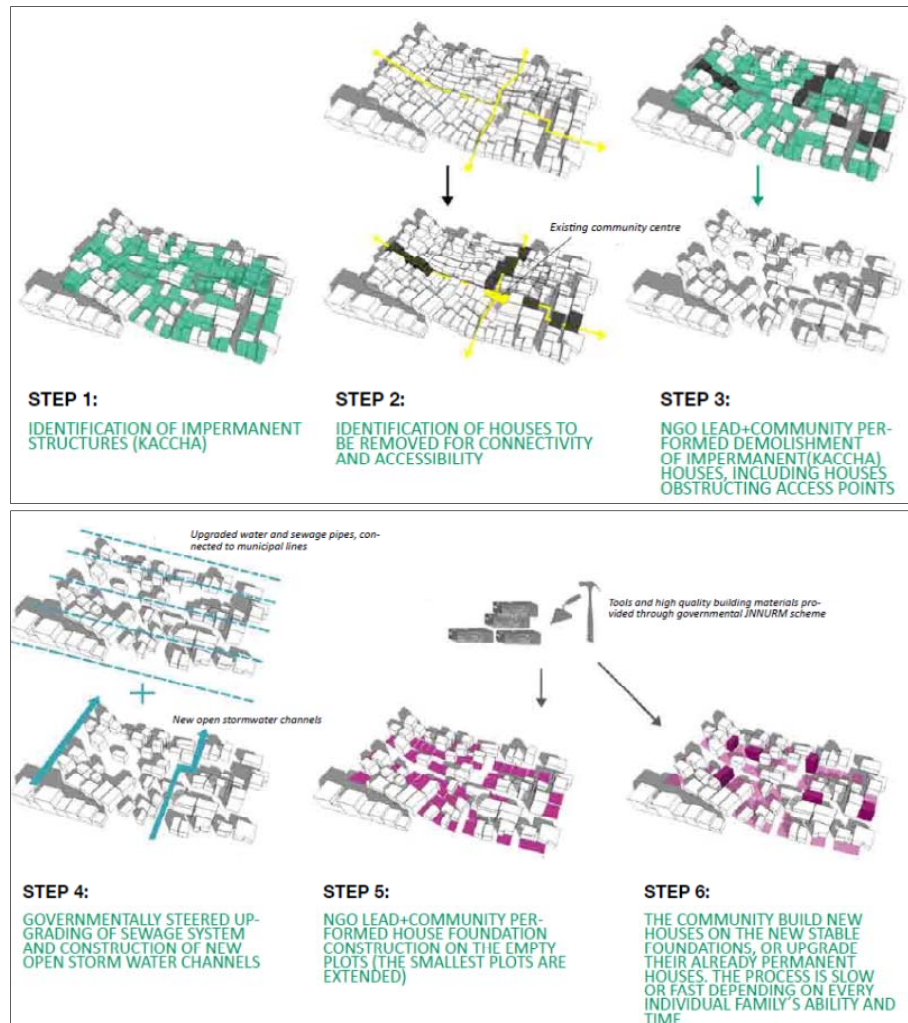 Existing community centre
STEP 1:
IDENTIFICATION OF IMPERMANENT
STRUCTURES (KACCHA)
STEP 2:
IDENTIFICATION OF HOUSES TO
BE REMOVED FOR CONNECTIVITY
AND ACCESSIBILITY
STEP 3:
NGO LEAD+COMMUNITY PER-
FORMED DEMOLISHMENT
OF IMPERMANENT(KACCHA)
HOUSES, INCLUDING HOUSES
OBSTRUCTING ACCESS POINTS
Upgraded water and sewage pipes, con-
nected to municipal lines
New open stormwater channels
Tools and high quality building materials pro-
vided through governmental JNNURM scheme
STEP 4:
GOVERNMENTALLY STEERED UP-
GRADING OF SEWAGE SYSTEM
AND CONSTRUCTION OF NEW
OPEN STORM WATER CHANNELS
STEP 5:
NGO LEAD+COMMUNITY PER-
FORMED HOUSE FOUNDATION
CONSTRUCTION ON THE EMPTY
PLOTS (THE SMALLEST PLOTS ARE
EXTENDED)
STEP 6:
THE COMMUNITY BUILD NEW
HOUSES ON THE NEW STABLE
FOUNDATIONS, OR UPGRADE
THEIR ALREADY PERMANENT
HOUSES. THE PROCESS IS SLOW
OR FAST DEPENDING ON EVERY
INDIVIDUAL FAMILY´S ABILITY AND
TIME